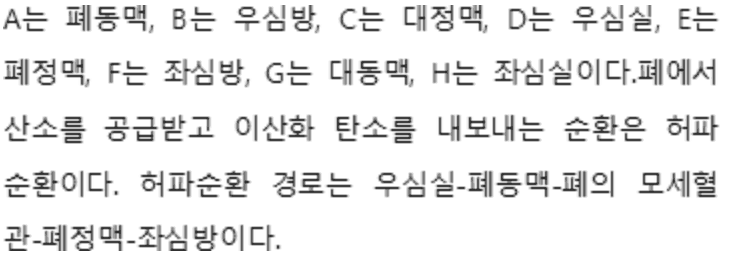 A는 폐동맥, B는 우심방, C는 대정맥, D는 우심실, E는
폐정맥, F는 좌심방, G는 대동맥, H는 좌심실이다.폐에서
산소를 공급받고 이산화 탄소를 내보내는 순환은 허파
순환이다. 허파순환 경로는 우심실-폐동맥-폐의 모세혈
관-폐정맥-좌심방이다.